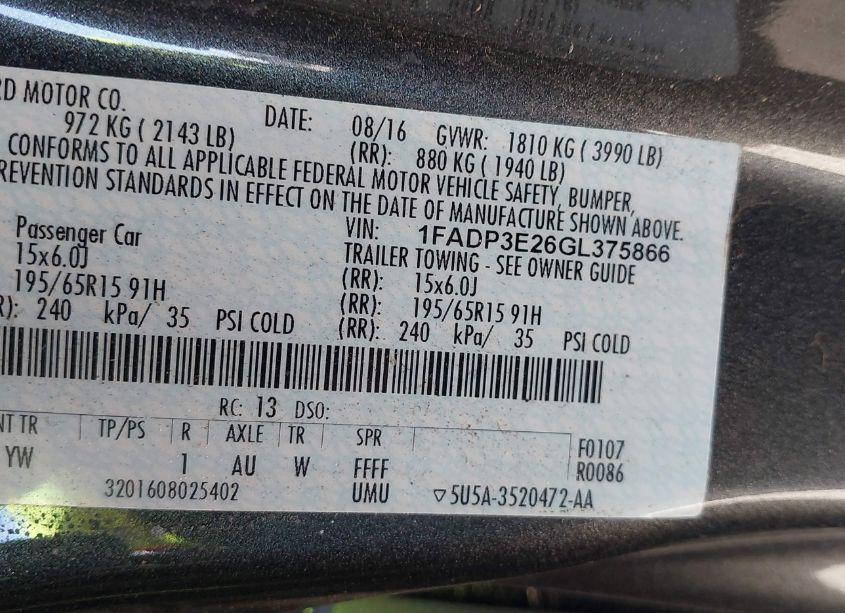 RD MOTOR CO.
DATE: 08/16 GVWR: 1810 KG ( 3990 LB)
972 KG ( 2143 LB) (RR): 880 KG ( 1940 LB)
CONFORMS TO ALL APPLICABLE FEDERAL MOTOR VEHICLE SAFETY, BUMPER,
REVENTION STANDARDS IN EFFECT ON THE DATE OF MANUFACTURE SHOWN ABOVE.
VIN: 1FADP3E26GL375866
Passenger Car TRAILER TOWING - SEE OWNER GUIDE
15x6.0J (RR): 15x6.0J
195/65R15 91H (RR): 195/65R15 91H
R): 240 kPa/ 35 PSI COLD (RR): 240 kPa/ 35 PSI COLD
RC: 13 DSO:
NT TR TP/PS R AXLE TR SPR F0107
YW 1 AU W FFFF R0086
3201608025402 UMU ▽5U5A-3520472-AA